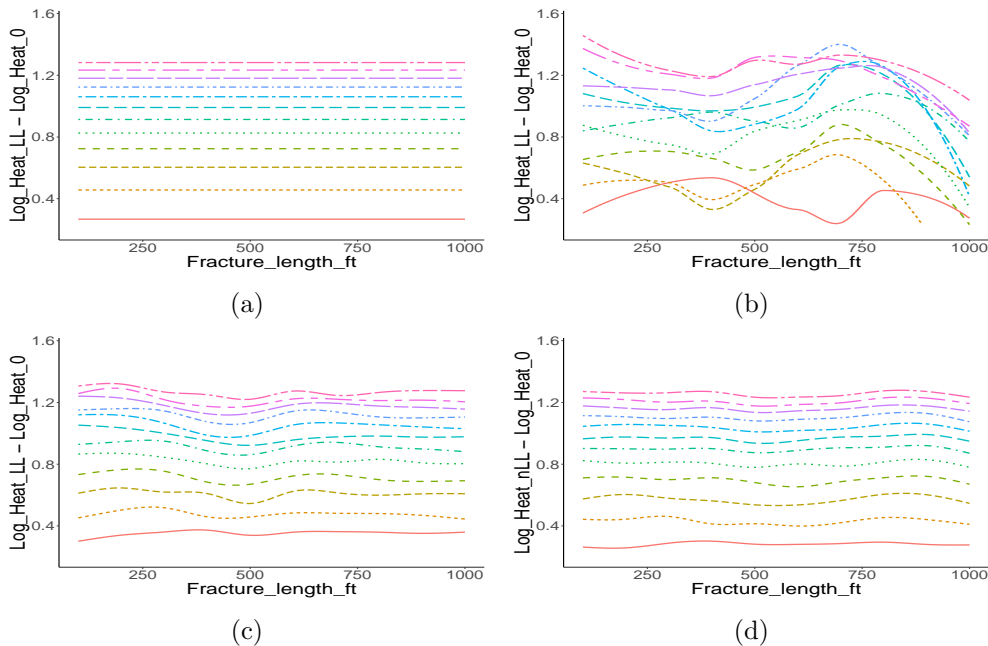 Log_Heat_LL − Log_Heat_0
1.6
1.2
0.8
0.4
250
500
750
1000
Fracture_length_ft
(a)
Log_Heat_LL − Log_Heat_0
1.6
1.2
0.8
0.4
250
500
750
1000
Fracture_length_ft
(b)
Log_Heat_LL − Log_Heat_0
1.6
1.2
0.8
0.4
250
500
750
1000
Fracture_length_ft
(c)
Log_Heat_nLL − Log_Heat_0
1.6
1.2
0.8
0.4
250
500
750
1000
Fracture_length_ft
(d)